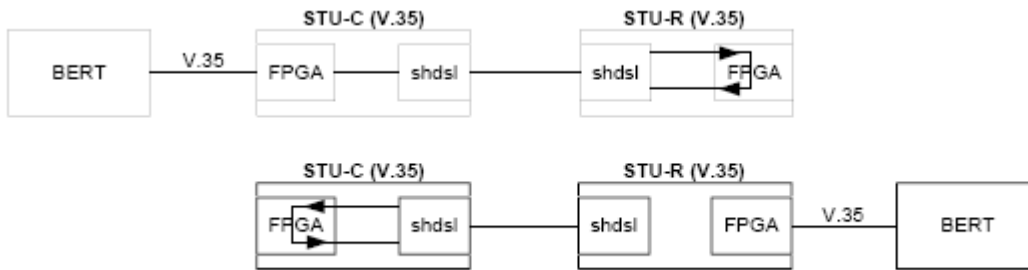 STU-C (V.35) STU-R (V.35)
BERT V.35 FPGA shdsl shdsl FPGA
STU-C (V.35) STU-R (V.35)
FPGA shdsl shdsl FPGA V.35 BERT